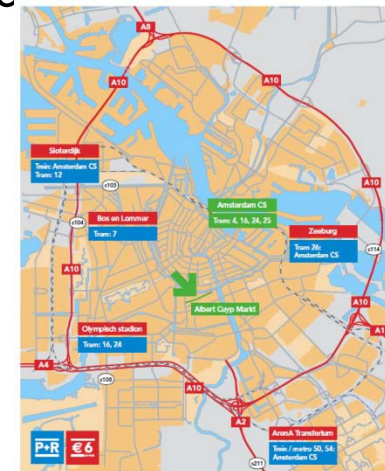 A8
A10
A10
A10
Sloterdijk
Trein: Amsterdam CS
Tram: 12
s103
Amsterdam CS
Tram: 4, 16, 24, 25
A10
s104
Bos en Lommer
Tram: 7
Zeeburg
Tram 26:
Amsterdam CS
s114
A10
Albert Cuyp Markt
A10
A1
Olympisch stadion
Tram: 16, 24
A4
s108
A10
A2
ArenA Transferium
Trein / metro 50, 54:
Amsterdam CS
s211
P+R
€6